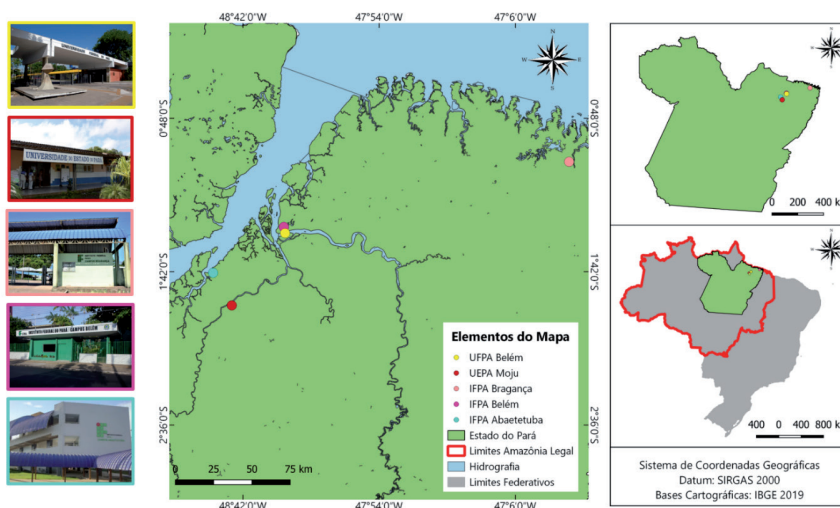 UNIVERSIDADE DO ESTADO DO PARÁ
INSTITUTO FEDERAL DO PARÁ - CAMPUS BELÉM
48°42'0"W
47°54'0"W
47°6'0"W
0°48'0"S
0°48'0"S
1°42'0"S
1°42'0"S
2°36'0"S
2°36'0"S
N
W
E
S
Elementos do Mapa
UFPA Belém
UEPA Moju
IFPA Bragança
IFPA Belém
IFPA Abaetetuba
Estado do Pará
Limites Amazônia Legal
Hidrografia
Limites Federativos
0 25 50 75 km
48°42'0"W
47°54'0"W
47°6'0"W
0 200 400 km
400 0 400 800 km
Sistema de Coordenadas Geográficas
Datum: SIRGAS 2000
Bases Cartográficas: IBGE 2019